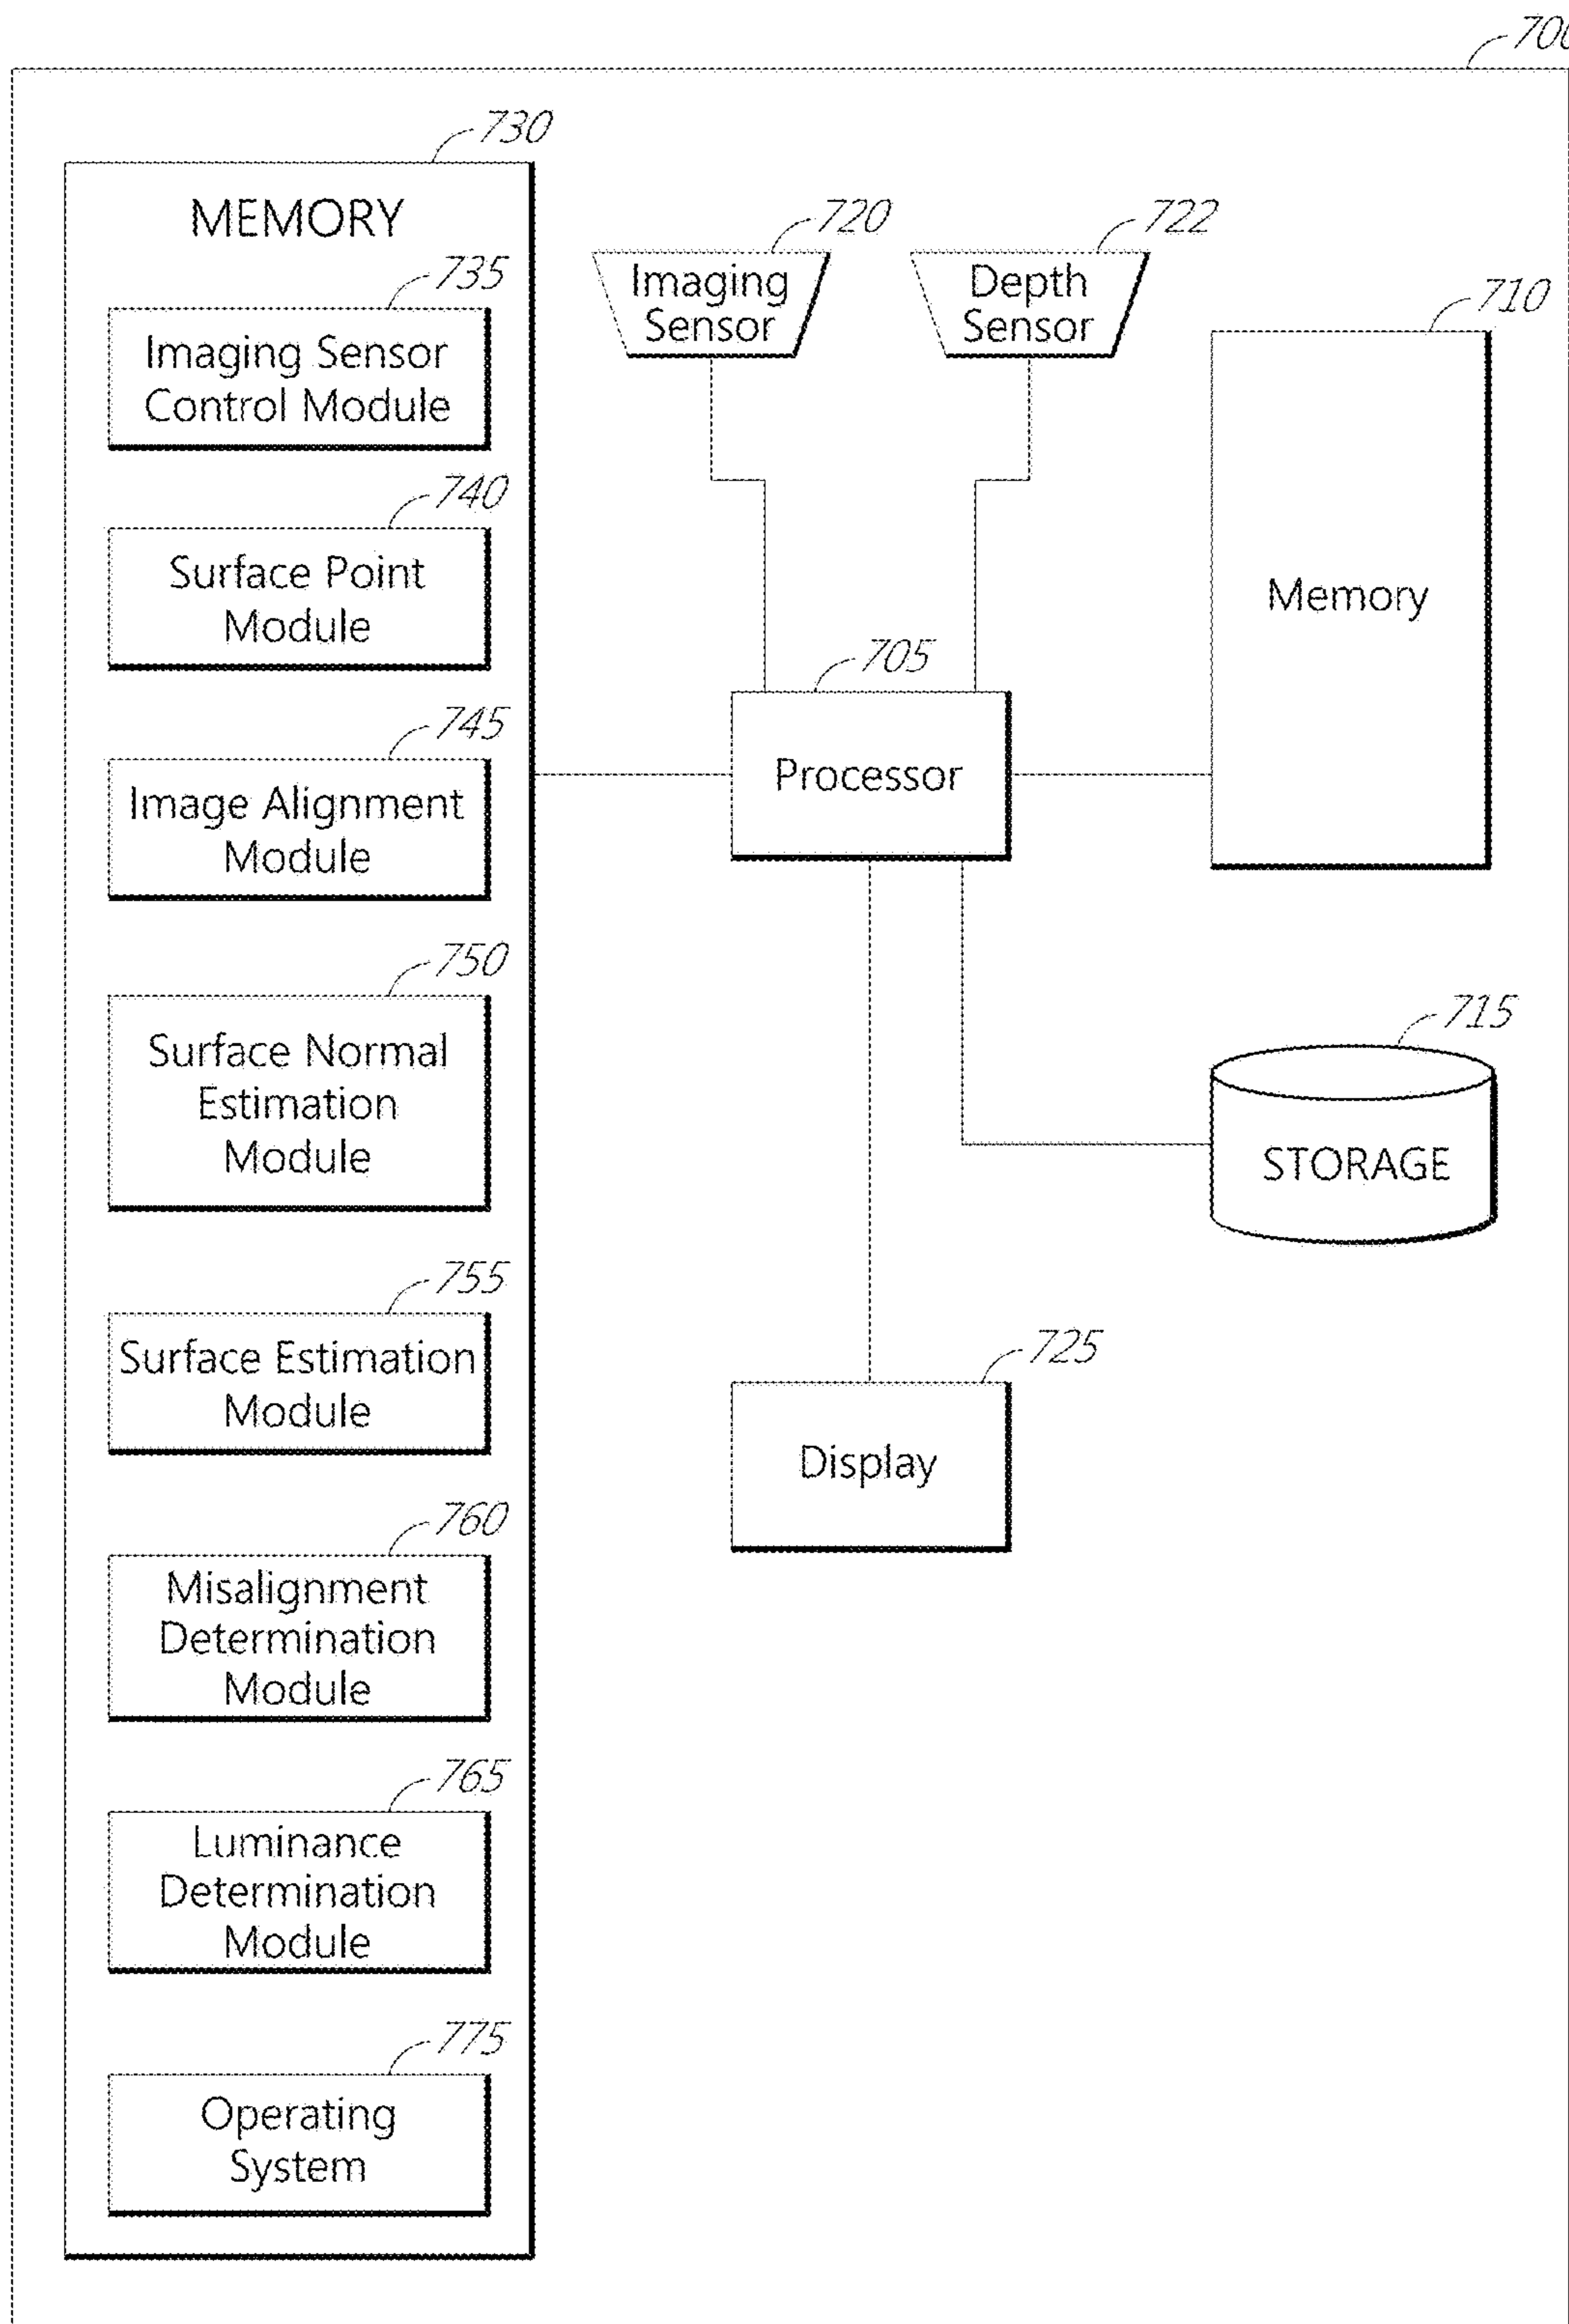 700
730
MEMORY
735
Imaging Sensor
Control Module
740
Surface Point
Module
745
Image Alignment
Module
750
Surface Normal
Estimation
Module
755
Surface Estimation
Module
760
Misalignment
Determination
Module
765
Luminance
Determination
Module
775
Operating
System
720
Imaging
Sensor
722
Depth
Sensor
710
Memory
705
Processor
715
STORAGE
725
Display